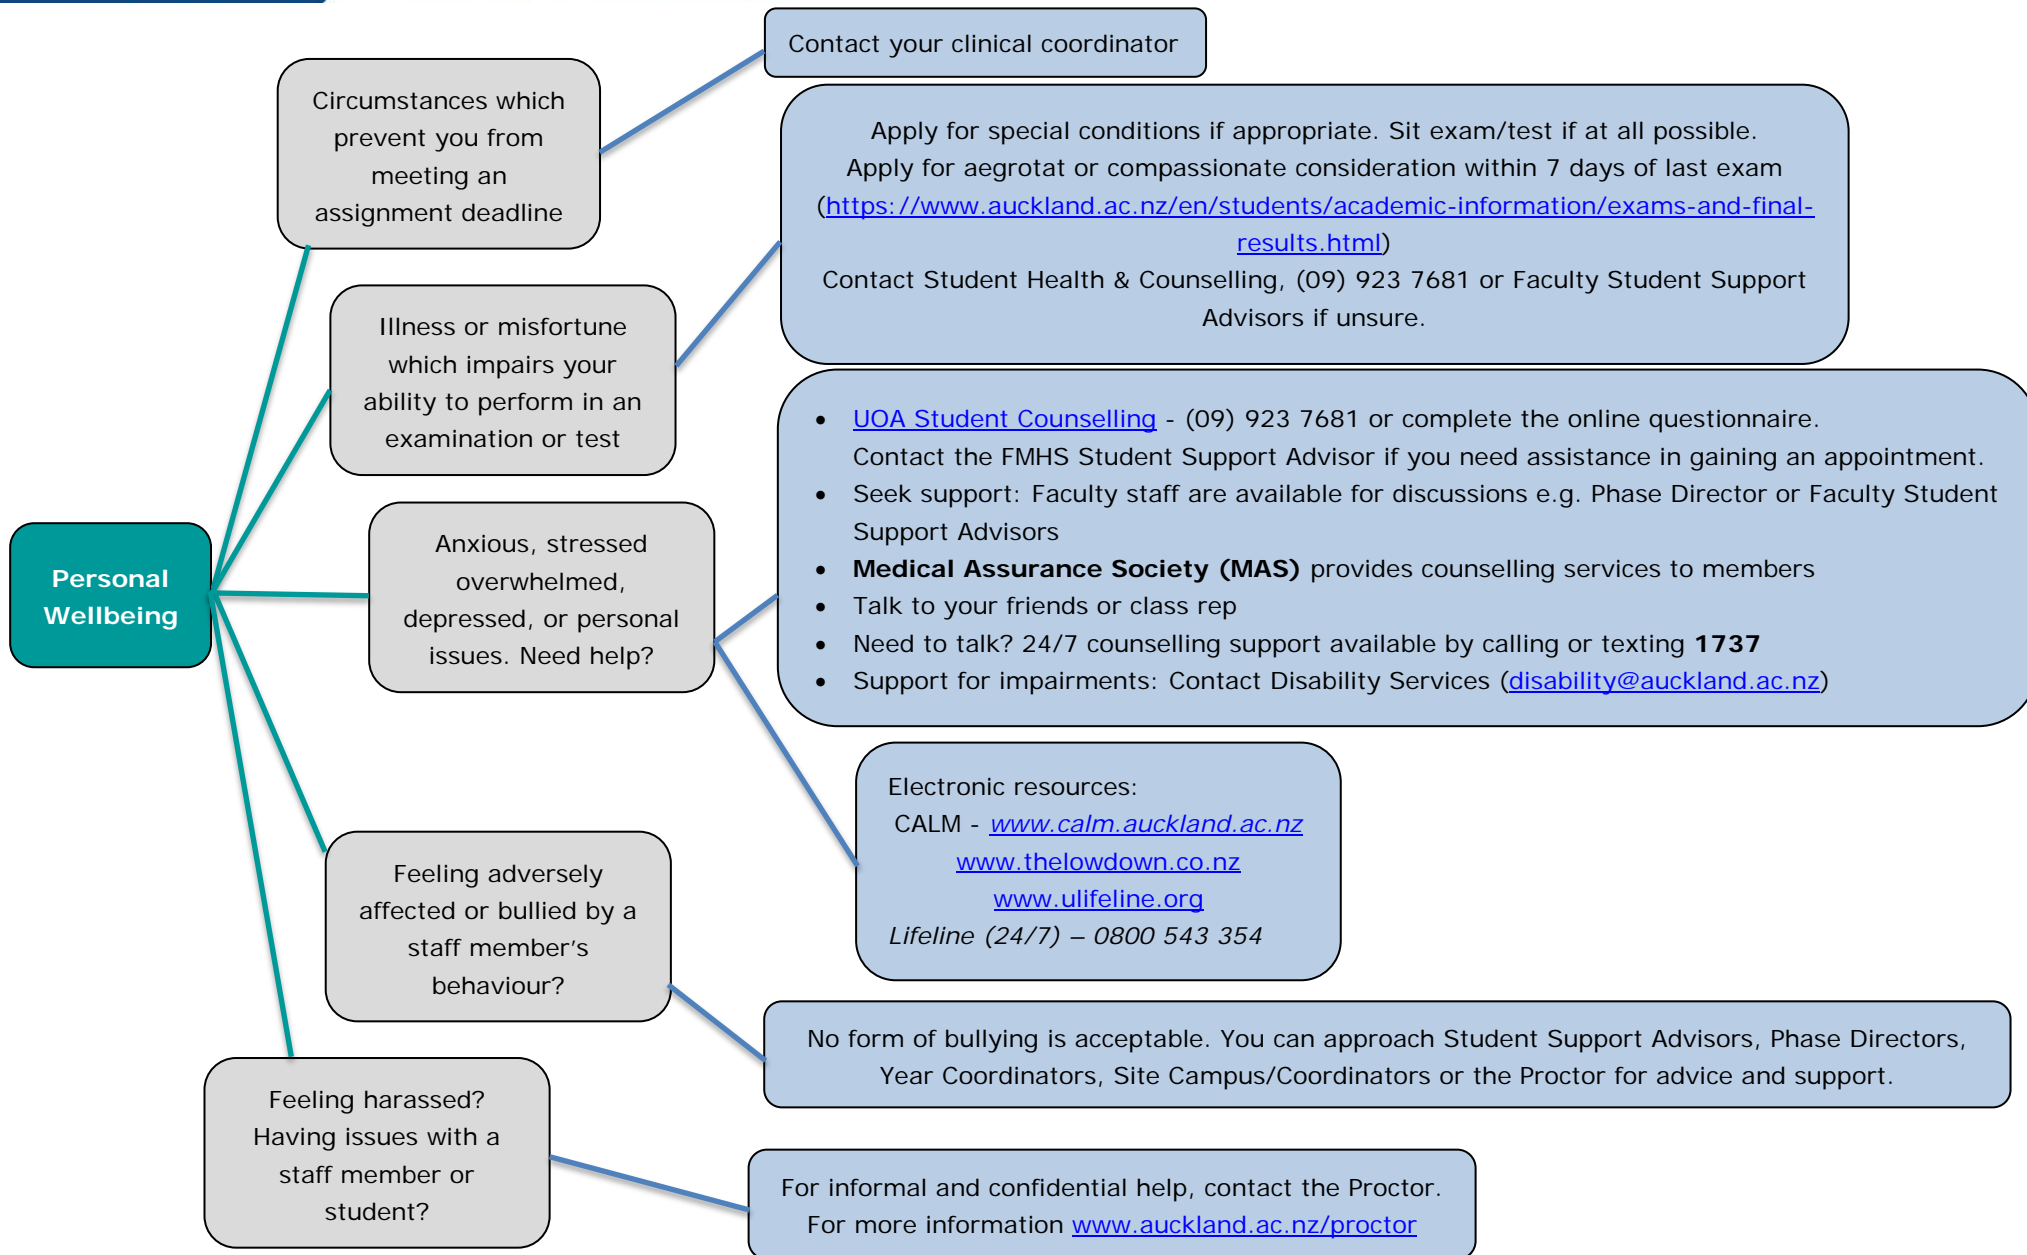 Personal
Wellbeing
Circumstances which
prevent you from
meeting an
assignment deadline
Contact your clinical coordinator
Illness or misfortune
which impairs your
ability to perform in an
examination or test
Apply for special conditions if appropriate. Sit exam/test if at all possible.
Apply for aegrotat or compassionate consideration within 7 days of last exam
(https://www.auckland.ac.nz/en/students/academic-information/exams-and-final-
results.html)
Contact Student Health & Counselling, (09) 923 7681 or Faculty Student Support
Advisors if unsure.
Anxious, stressed
overwhelmed,
depressed, or personal
issues. Need help?
• UOA Student Counselling - (09) 923 7681 or complete the online questionnaire.
Contact the FMHS Student Support Advisor if you need assistance in gaining an appointment.
• Seek support: Faculty staff are available for discussions e.g. Phase Director or Faculty Student
Support Advisors
• Medical Assurance Society (MAS) provides counselling services to members
• Talk to your friends or class rep
• Need to talk? 24/7 counselling support available by calling or texting 1737
• Support for impairments: Contact Disability Services (disability@auckland.ac.nz)
Electronic resources:
CALM - www.calm.auckland.ac.nz
www.thelowdown.co.nz
www.ulifeline.org
Lifeline (24/7) – 0800 543 354
Feeling adversely
affected or bullied by a
staff member’s
behaviour?
No form of bullying is acceptable. You can approach Student Support Advisors, Phase Directors,
Year Coordinators, Site Campus/Coordinators or the Proctor for advice and support.
Feeling harassed?
Having issues with a
staff member or
student?
For informal and confidential help, contact the Proctor.
For more information www.auckland.ac.nz/proctor